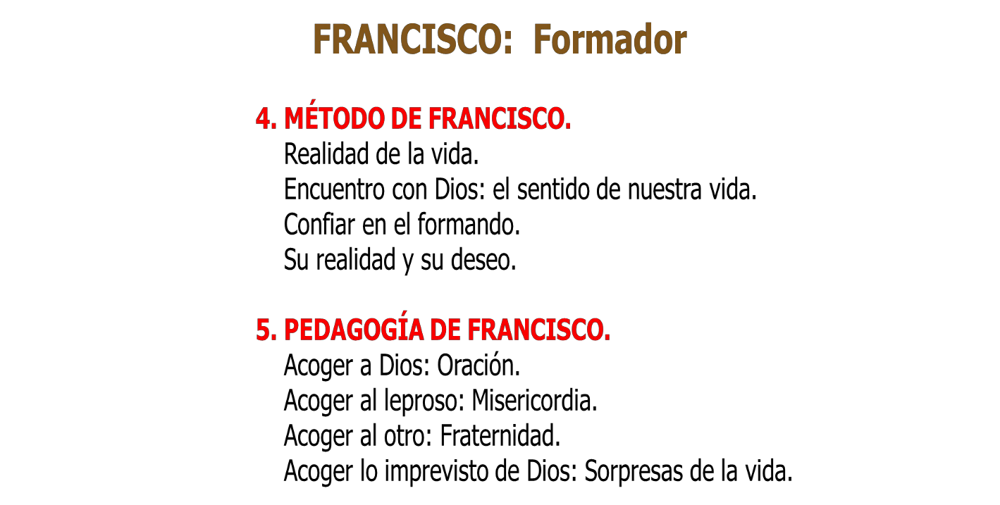 FRANCISCO: Formador
4. MÉTODO DE FRANCISCO.
Realidad de la vida.
Encuentro con Dios: el sentido de nuestra vida.
Confiar en el formando.
Su realidad y su deseo.
5. PEDAGOGÍA DE FRANCISCO.
Acoger a Dios: Oración.
Acoger al leproso: Misericordia.
Acoger al otro: Fraternidad.
Acoger lo imprevisto de Dios: Sorpresas de la vida.